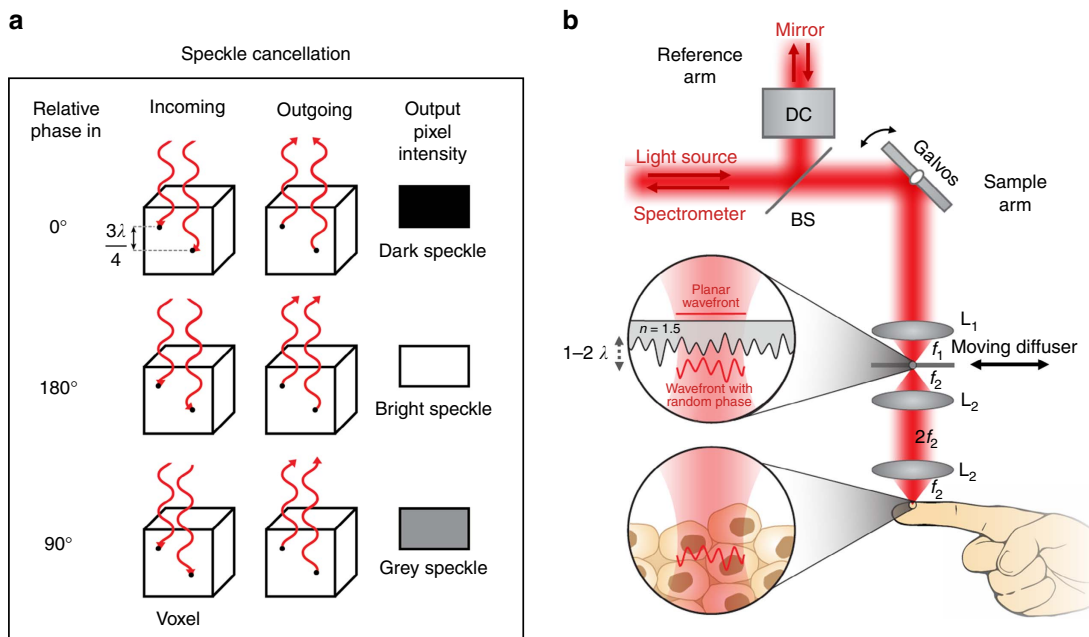 a
Speckle cancellation
Relative
phase in
Incoming
Outgoing
Output
pixel
intensity
0°
3λ
4
Dark speckle
180°
Bright speckle
90°
Grey speckle
Voxel
b
Mirror
Reference
arm
DC
Light source
Spectrometer
BS
Galvos
Sample
arm
Planar
wavefront
n = 1.5
1–2 λ
Wavefront with
random phase
L1
f1
Moving diffuser
f2
L2
2f2
L2
f2